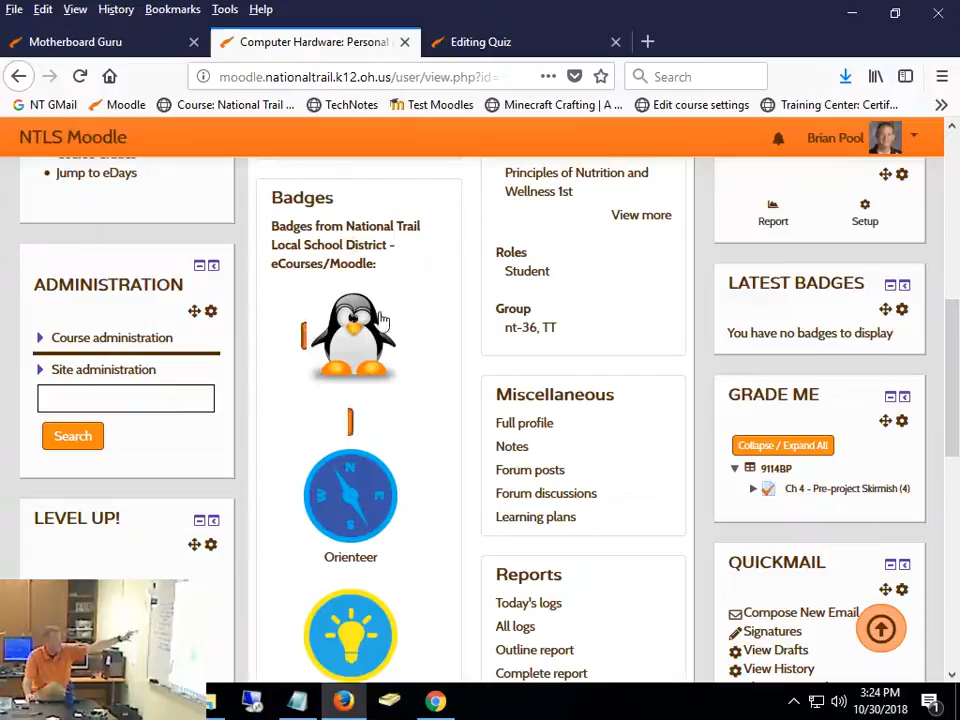 File Edit View History Bookmarks Tools Help
Motherboard Guru
Computer Hardware: Personal
Editing Quiz
moodle.nationaltrail.k12.oh.us/user/view.php?id=
Search
NT GMail
Moodle
Course: National Trail ...
TechNotes
Test Moodles
Minecraft Crafting | A ...
Edit course settings
Training Center: Certif...
NTLS Moodle
Brian Pool
Jump to eDays
ADMINISTRATION
Course administration
Site administration
Search
LEVEL UP!
Badges
Badges from National Trail
Local School District -
eCourses/Moodle:
N
W E
S
Orienteer
Principles of Nutrition and
Wellness 1st
View more
Roles
Student
Group
nt-36, TT
Miscellaneous
Full profile
Notes
Forum posts
Forum discussions
Learning plans
Reports
Today's logs
All logs
Outline report
Complete report
Report
Setup
LATEST BADGES
You have no badges to display
GRADE ME
Collapse / Expand All
9114BP
Ch 4 - Pre-project Skirmish (4)
QUICKMAIL
Compose New Email
Signatures
View Drafts
View History
3:24 PM
10/30/2018
1